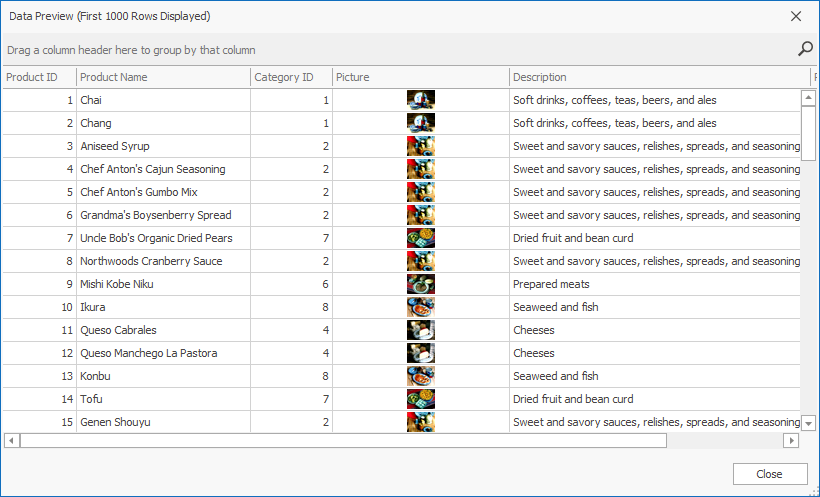 Data Preview (First 1000 Rows Displayed)
Drag a column header here to group by that column
Product ID Product Name Category ID Picture Description
1 Chai 1 Soft drinks, coffees, teas, beers, and ales
2 Chang 1 Soft drinks, coffees, teas, beers, and ales
3 Aniseed Syrup 2 Sweet and savory sauces, relishes, spreads, and seasoning
4 Chef Anton's Cajun Seasoning 2 Sweet and savory sauces, relishes, spreads, and seasoning
5 Chef Anton's Gumbo Mix 2 Sweet and savory sauces, relishes, spreads, and seasoning
6 Grandma's Boysenberry Spread 2 Sweet and savory sauces, relishes, spreads, and seasoning
7 Uncle Bob's Organic Dried Pears 7 Dried fruit and bean curd
8 Northwoods Cranberry Sauce 2 Sweet and savory sauces, relishes, spreads, and seasoning
9 Mishi Kobe Niku 6 Prepared meats
10 Ikura 8 Seaweed and fish
11 Queso Cabrales 4 Cheeses
12 Queso Manchego La Pastora 4 Cheeses
13 Konbu 8 Seaweed and fish
14 Tofu 7 Dried fruit and bean curd
15 Genen Shouyu 2 Sweet and savory sauces, relishes, spreads, and seasoning
Close